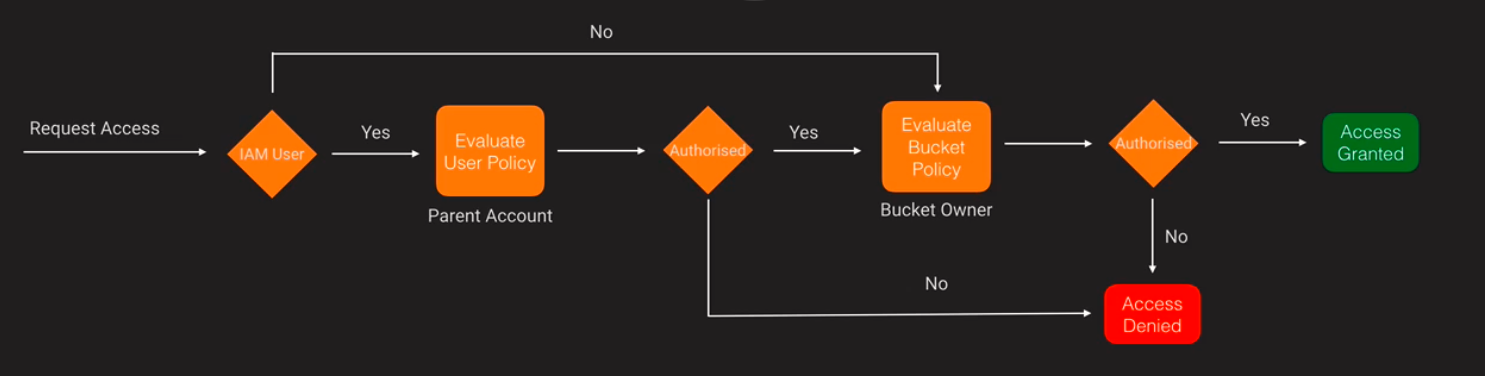 No
Request Access
IAM User
Yes
Evaluate
User Policy
Parent Account
Authorised
Yes
Evaluate
Bucket
Policy
Bucket Owner
Authorised
Yes
Access
Granted
No
No
Access
Denied